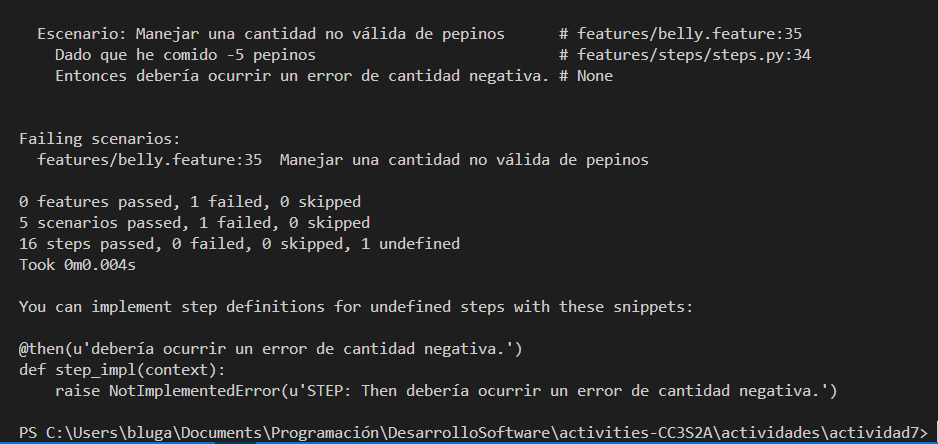 Escenario: Manejar una cantidad no válida de pepinos # features/belly.feature:35
Dado que he comido -5 pepinos # features/steps/steps.py:34
Entonces debería ocurrir un error de cantidad negativa. # None
Failing scenarios:
features/belly.feature:35 Manejar una cantidad no válida de pepinos
0 features passed, 1 failed, 0 skipped
5 scenarios passed, 1 failed, 0 skipped
16 steps passed, 0 failed, 0 skipped, 1 undefined
Took 0m0.004s
You can implement step definitions for undefined steps with these snippets:
@then(u'debería ocurrir un error de cantidad negativa.')
def step_impl(context):
raise NotImplementedError(u'STEP: Then debería ocurrir un error de cantidad negativa.')
PS C:\Users\bluga\Documents\Programación\DesarrolloSoftware\activities-CC3S2A\actividades\actividad7>